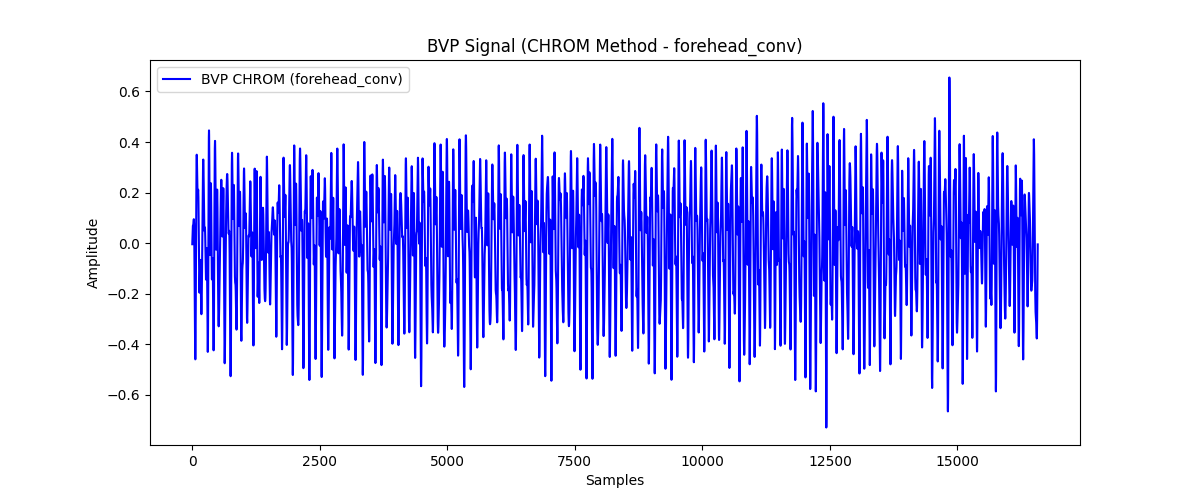 BVP Signal (CHROM Method - forehead_conv)
BVP CHROM (forehead_conv)
Amplitude
0.6
0.4
0.2
0.0
−0.2
−0.4
−0.6
0 2500 5000 7500 10000 12500 15000
Samples